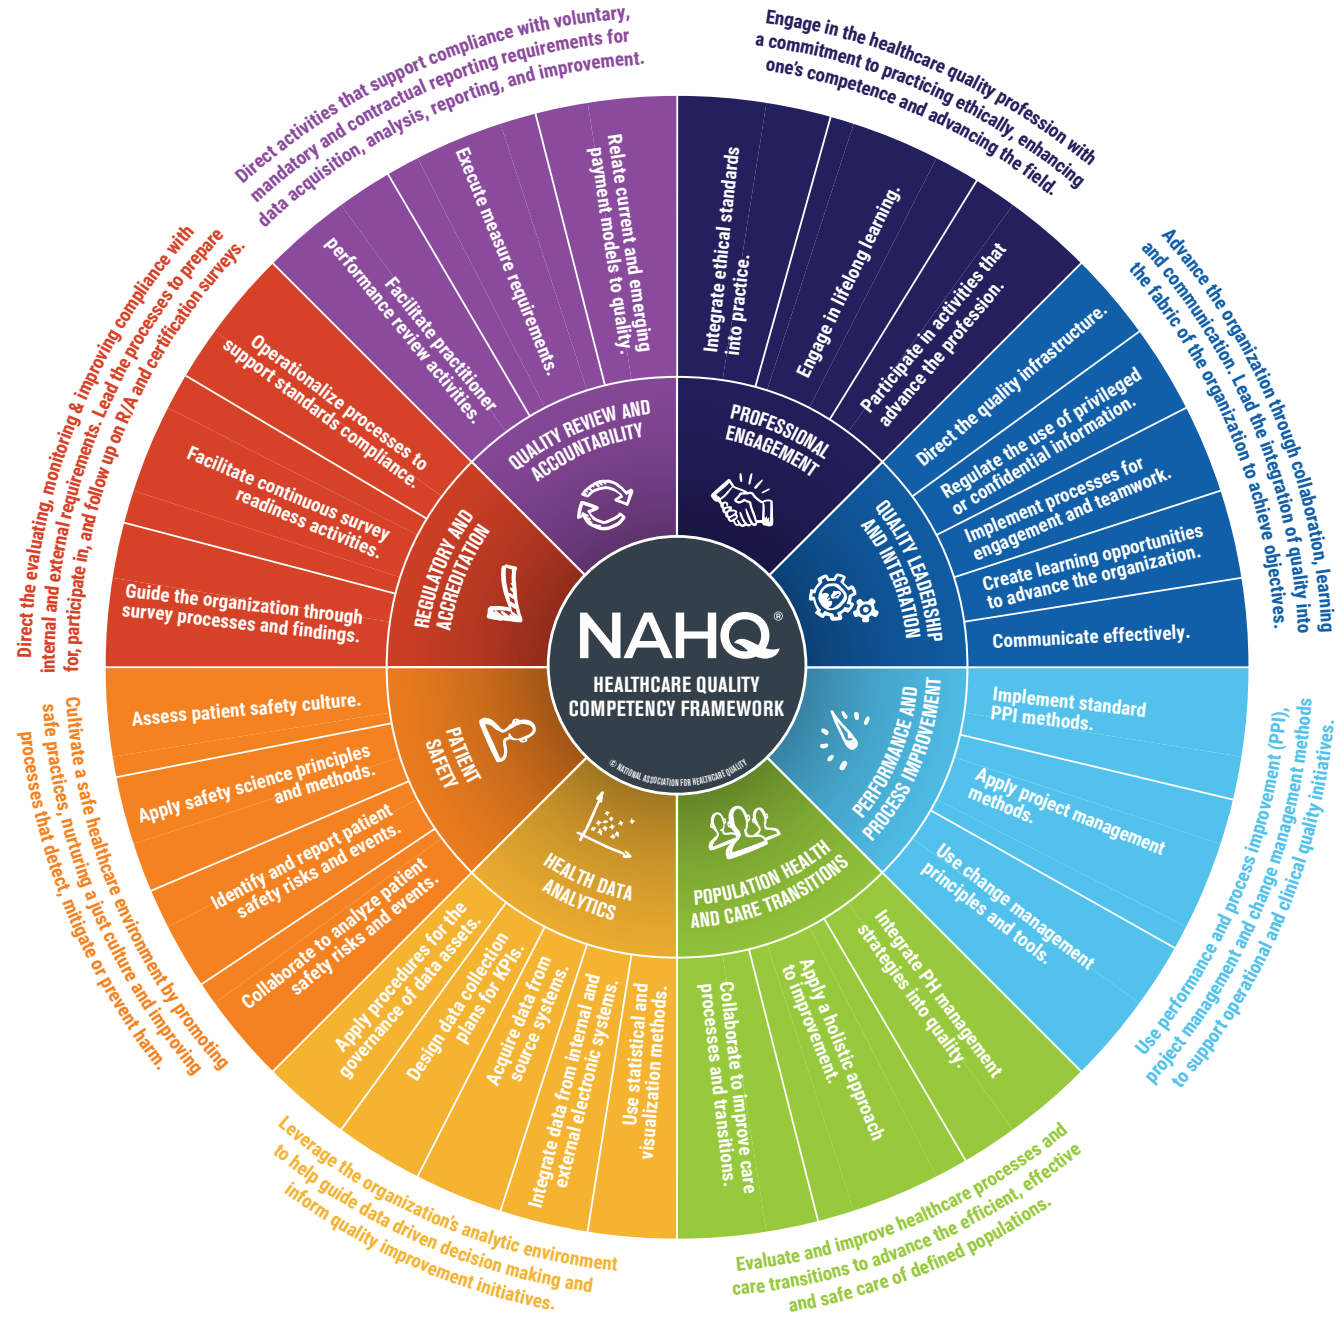 NAHQ®
HEALTHCARE QUALITY
COMPETENCY FRAMEWORK
© NATIONAL ASSOCIATION FOR HEALTHCARE QUALITY
Engage in the healthcare quality profession with
a commitment to practicing ethically, enhancing
one's competence and advancing the field.
PROFESSIONAL
ENGAGEMENT
Integrate ethical standards
into practice.
Engage in lifelong learning.
Participate in activities that
advance the profession.
Advance the organization through collaboration, learning
and communication. Lead the integration of quality into
the fabric of the organization to achieve objectives.
QUALITY LEADERSHIP
AND INTEGRATION
Direct the quality infrastructure.
Regulate the use of privileged
or confidential information.
Implement processes for
engagement and teamwork.
Create learning opportunities
to advance the organization.
Communicate effectively.
Use performance and process improvement (PPI),
project management and change management methods
to support operational and clinical quality initiatives.
PERFORMANCE AND
PROCESS IMPROVEMENT
Implement standard
PPI methods.
Apply project management
methods.
Use change management
principles and tools.
Evaluate and improve healthcare processes and
care transitions to advance the efficient, effective
and safe care of defined populations.
POPULATION HEALTH
AND CARE TRANSITIONS
Integrate PH management
strategies into quality.
Apply a holistic approach
to improvement.
Collaborate to improve care
processes and transitions.
Leverage the organization's analytic environment
to help guide data driven decision making and
inform quality improvement initiatives.
HEALTH DATA
ANALYTICS
Use statistical and
visualization methods.
Integrate data from internal and
external electronic systems.
Acquire data from
source systems.
Design data collection
plans for KPIs.
Apply procedures for the
governance of data assets.
Cultivate a safe healthcare environment by promoting
safe practices, nurturing a just culture and improving
processes that detect, mitigate or prevent harm.
PATIENT
SAFETY
Collaborate to analyze patient
safety risks and events.
Identify and report patient
safety risks and events.
Apply safety science principles
and methods.
Assess patient safety culture.
Direct the evaluating, monitoring & improving compliance with
internal and external requirements. Lead the processes to prepare
for, participate in, and follow up on R/A and certification surveys.
REGULATORY AND
ACCREDITATION
Guide the organization through
survey processes and findings.
Facilitate continuous survey
readiness activities.
Operationalize processes to
support standards compliance.
Direct activities that support compliance with voluntary,
mandatory and contractual reporting requirements for
data acquisition, analysis, reporting, and improvement.
QUALITY REVIEW AND
ACCOUNTABILITY
Facilitate practitioner
performance review activities.
Execute measure requirements.
Relate current and emerging
payment models to quality.